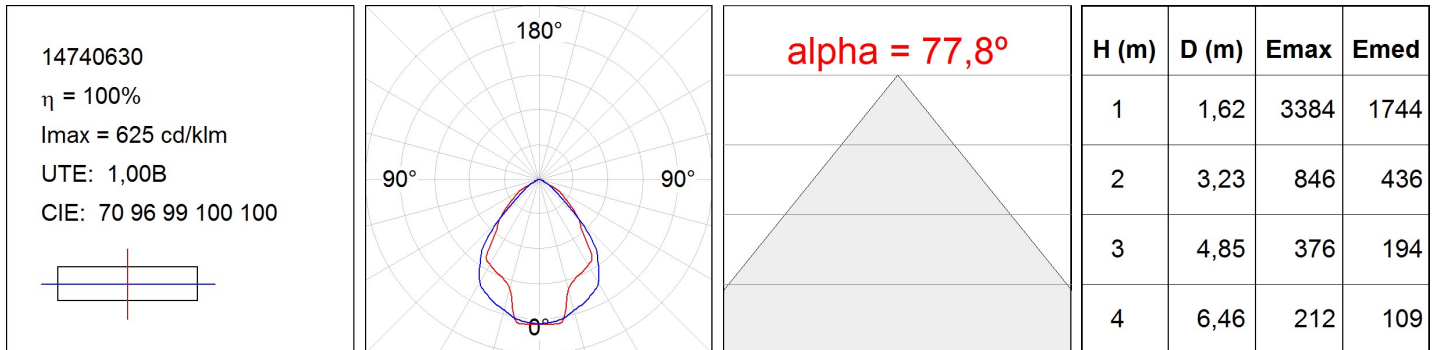 14740630
η = 100%
Imax = 625 cd/klm
UTE: 1,00B
CIE: 70 96 99 100 100
180°
90° 90°
0°
alpha = 77,8º
H (m) D (m) Emax Emed
1 1,62 3384 1744
2 3,23 846 436
3 4,85 376 194
4 6,46 212 109